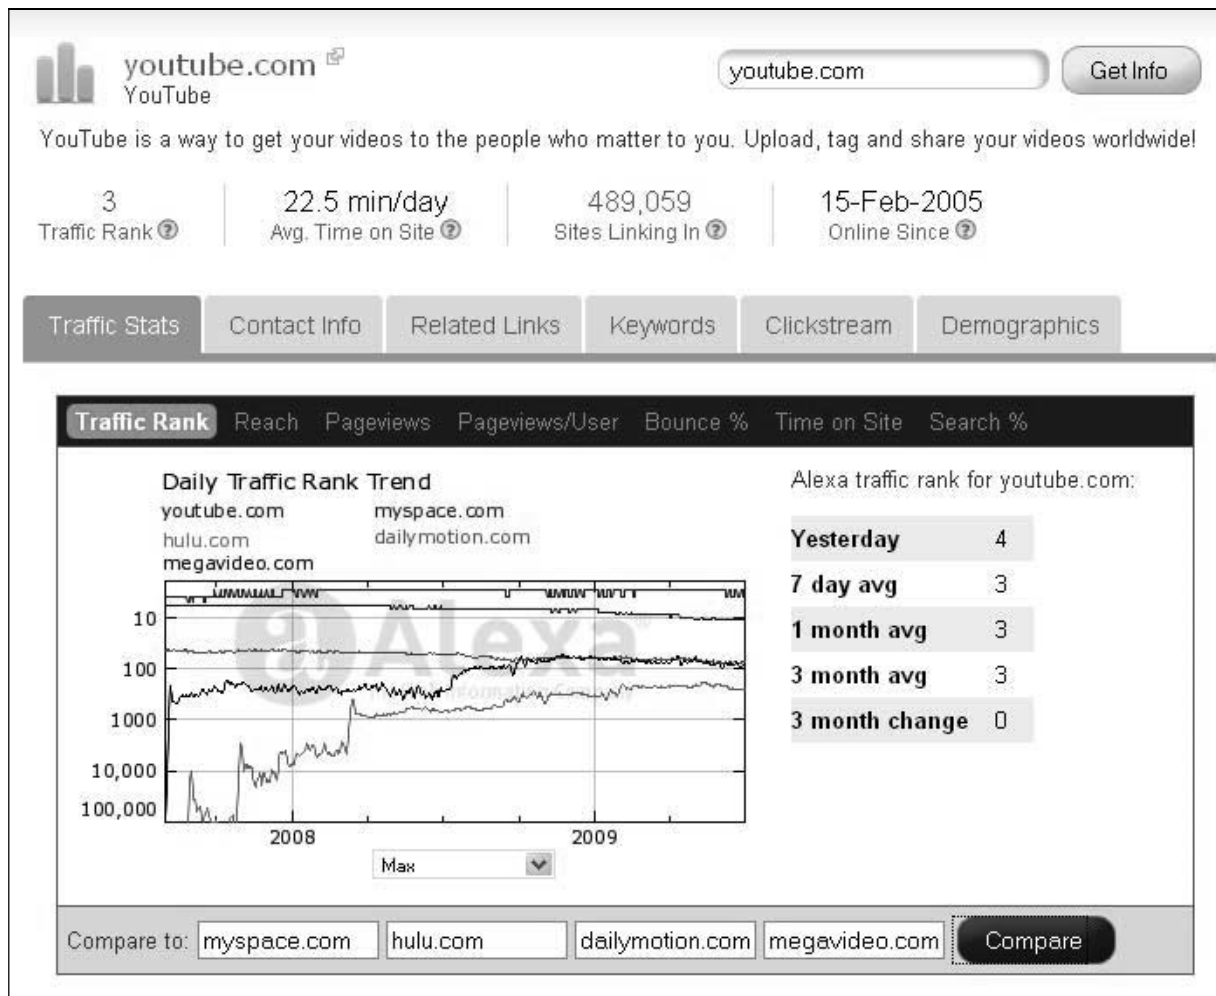 youtube.com
YouTube
youtube.com
Get Info
YouTube is a way to get your videos to the people who matter to you. Upload, tag and share your videos worldwide!
3 22.5 min/day 489,059 15-Feb-2005
Traffic Rank ? Avg. Time on Site ? Sites Linking In ? Online Since ?
Traffic Stats Contact Info Related Links Keywords Clickstream Demographics
Traffic Rank Reach Pageviews Pageviews/User Bounce % Time on Site Search %
Daily Traffic Rank Trend
youtube.com myspace.com
hulu.com dailymotion.com
megavideo.com
10
100
1000
10,000
100,000
2008 2009
a Alexa
Max
Alexa traffic rank for youtube.com:
Yesterday 4
7 day avg 3
1 month avg 3
3 month avg 3
3 month change 0
Compare to: myspace.com hulu.com dailymotion.com megavideo.com Compare